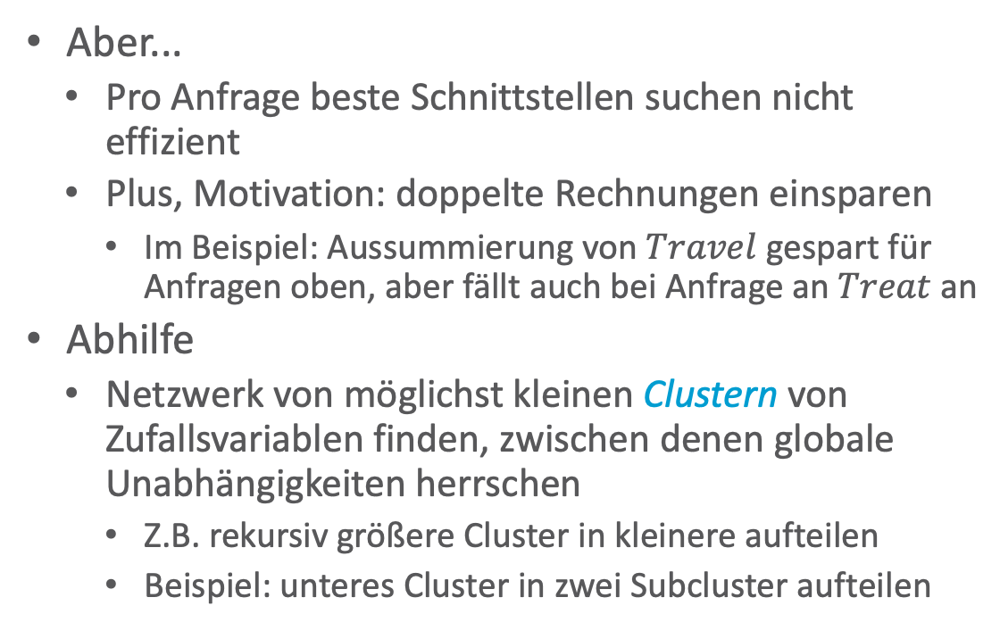 • Aber...
• Pro Anfrage beste Schnittstellen suchen nicht
effizient
• Plus, Motivation: doppelte Rechnungen einsparen
• Im Beispiel: Aussummierung von Travel gespart für
Anfragen oben, aber fällt auch bei Anfrage an Treat an
• Abhilfe
• Netzwerk von möglichst kleinen Clustern von
Zufallsvariablen finden, zwischen denen globale
Unabhängigkeiten herrschen
• Z.B. rekursiv größere Cluster in kleinere aufteilen
• Beispiel: unteres Cluster in zwei Subcluster aufteilen